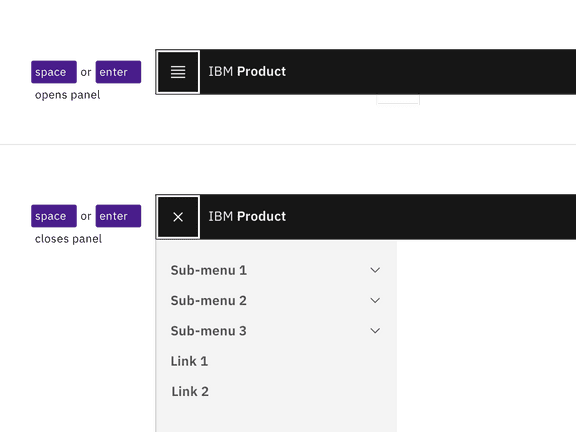 space or enter
opens panel
IBM Product
space or enter
closes panel
IBM Product
Sub-menu 1
Sub-menu 2
Sub-menu 3
Link 1
Link 2